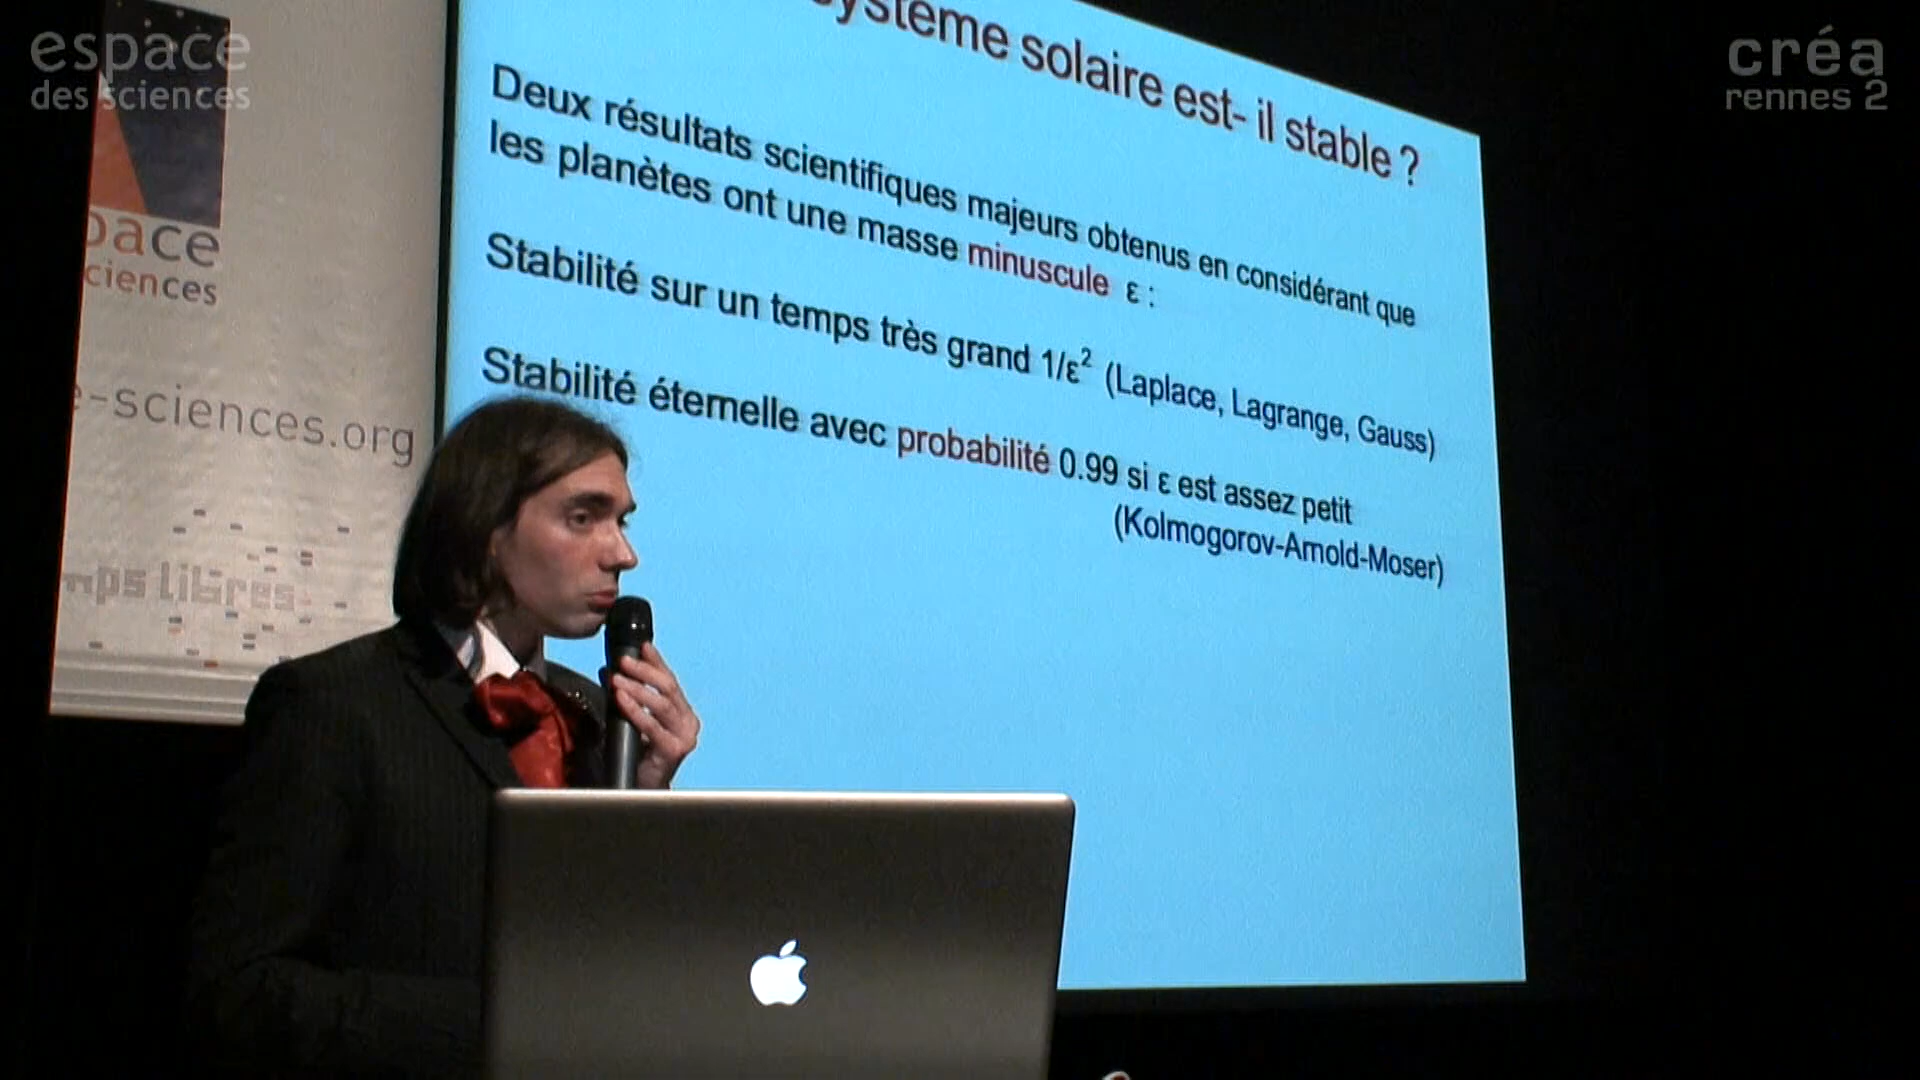 espace
des sciences
créa
rennes 2
système solaire est- il stable ?
Deux résultats scientifiques majeurs obtenus en considérant que
les planètes ont une masse minuscule ε :
Stabilité sur un temps très grand 1/ε² (Laplace, Lagrange, Gauss)
Stabilité éternelle avec probabilité 0.99 si ε est assez petit
(Kolmogorov-Arnold-Moser)
pace
ciences
e-sciences.org
mps libres